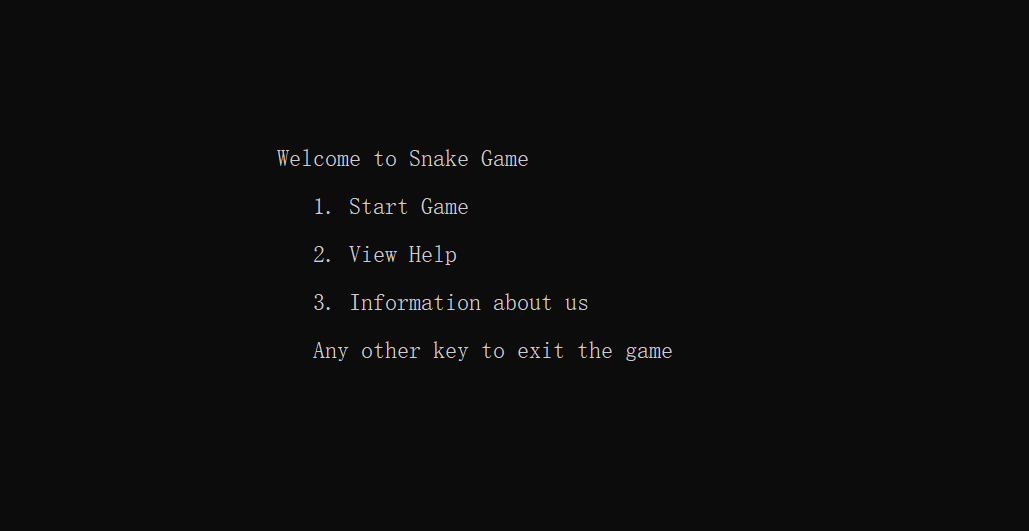 Welcome to Snake Game
1. Start Game
2. View Help
3. Information about us
Any other key to exit the game